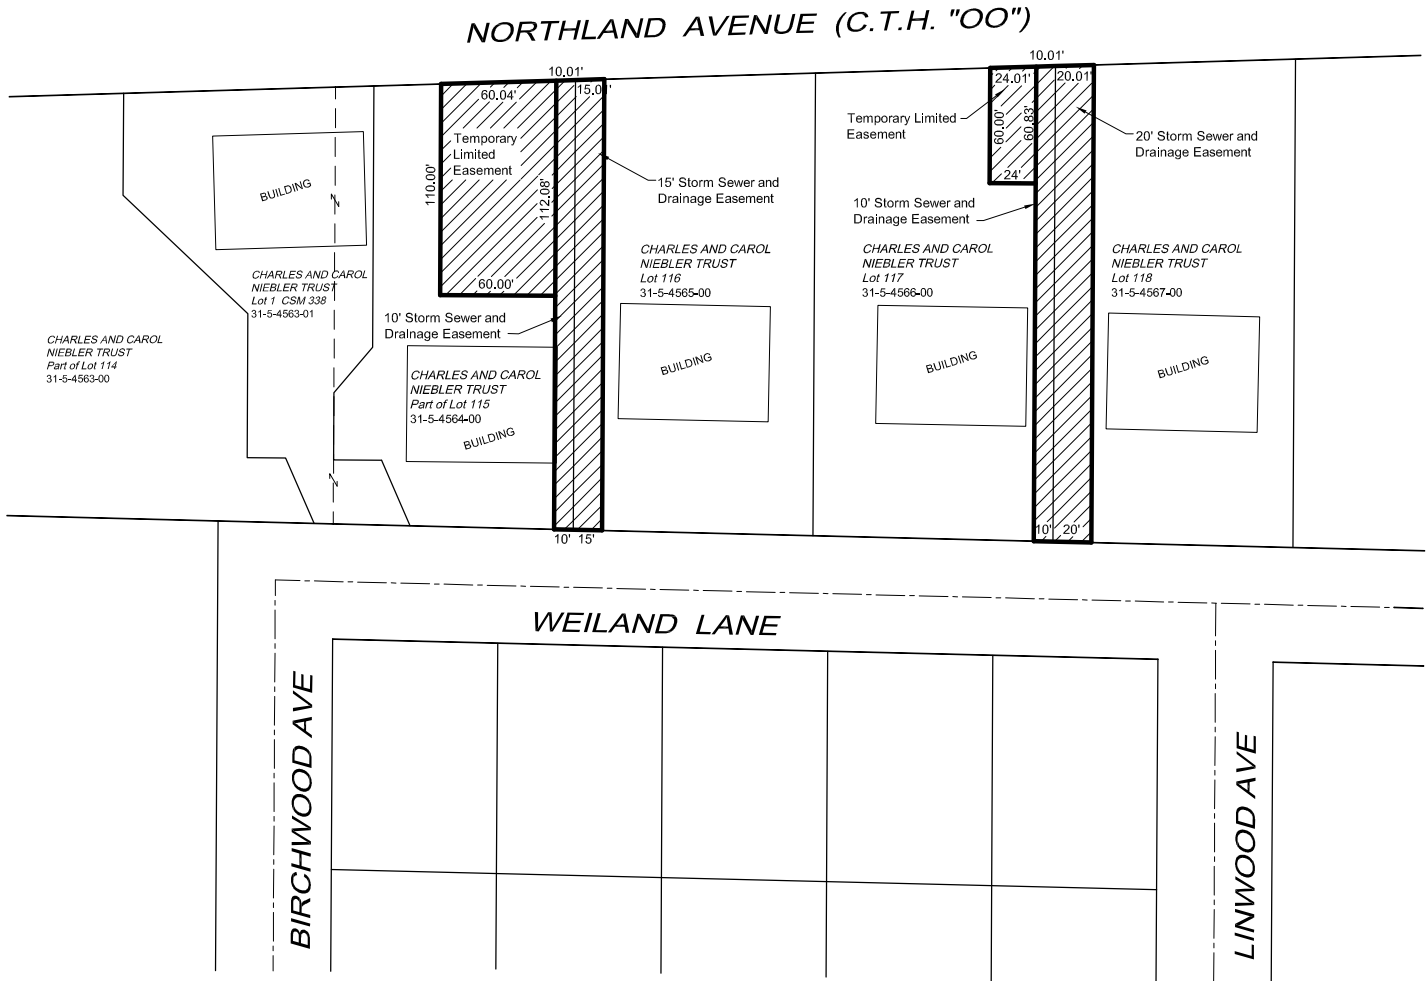 NORTHLAND AVENUE (C.T.H. "OO")
10.01'
60.04'
15.01'
Temporary
Limited
Easement
110.00'
112.08'
60.00'
10' Storm Sewer and
Drainage Easement
15' Storm Sewer and
Drainage Easement
10.01'
24.01'
20.01'
Temporary Limited
Easement
60.00'
60.83'
24'
20' Storm Sewer and
Drainage Easement
10' Storm Sewer and
Drainage Easement
BUILDING
CHARLES AND CAROL
NIEBLER TRUST
Lot 1 CSM 338
31-5-4563-01
CHARLES AND CAROL
NIEBLER TRUST
Part of Lot 114
31-5-4563-00
CHARLES AND CAROL
NIEBLER TRUST
Part of Lot 115
31-5-4564-00
BUILDING
CHARLES AND CAROL
NIEBLER TRUST
Lot 116
31-5-4565-00
BUILDING
CHARLES AND CAROL
NIEBLER TRUST
Lot 117
31-5-4566-00
BUILDING
CHARLES AND CAROL
NIEBLER TRUST
Lot 118
31-5-4567-00
BUILDING
10' 15'
10' 20'
WEILAND LANE
BIRCHWOOD AVE
LINWOOD AVE